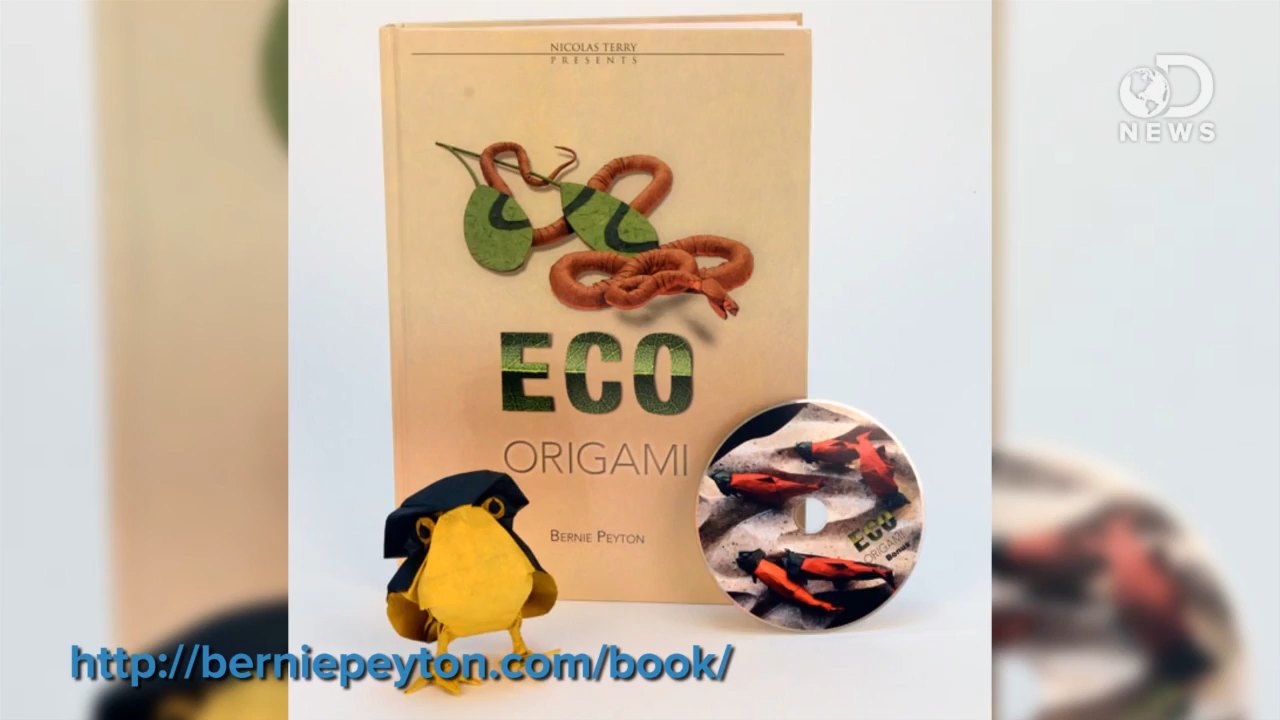 NICOLAS TERRY
PRESENTS
D
NEWS
ECO
ORIGAMI
BERNIE PEYTON
ECO
ORIGAMI
Bonus
http://berniepeyton.com/book/